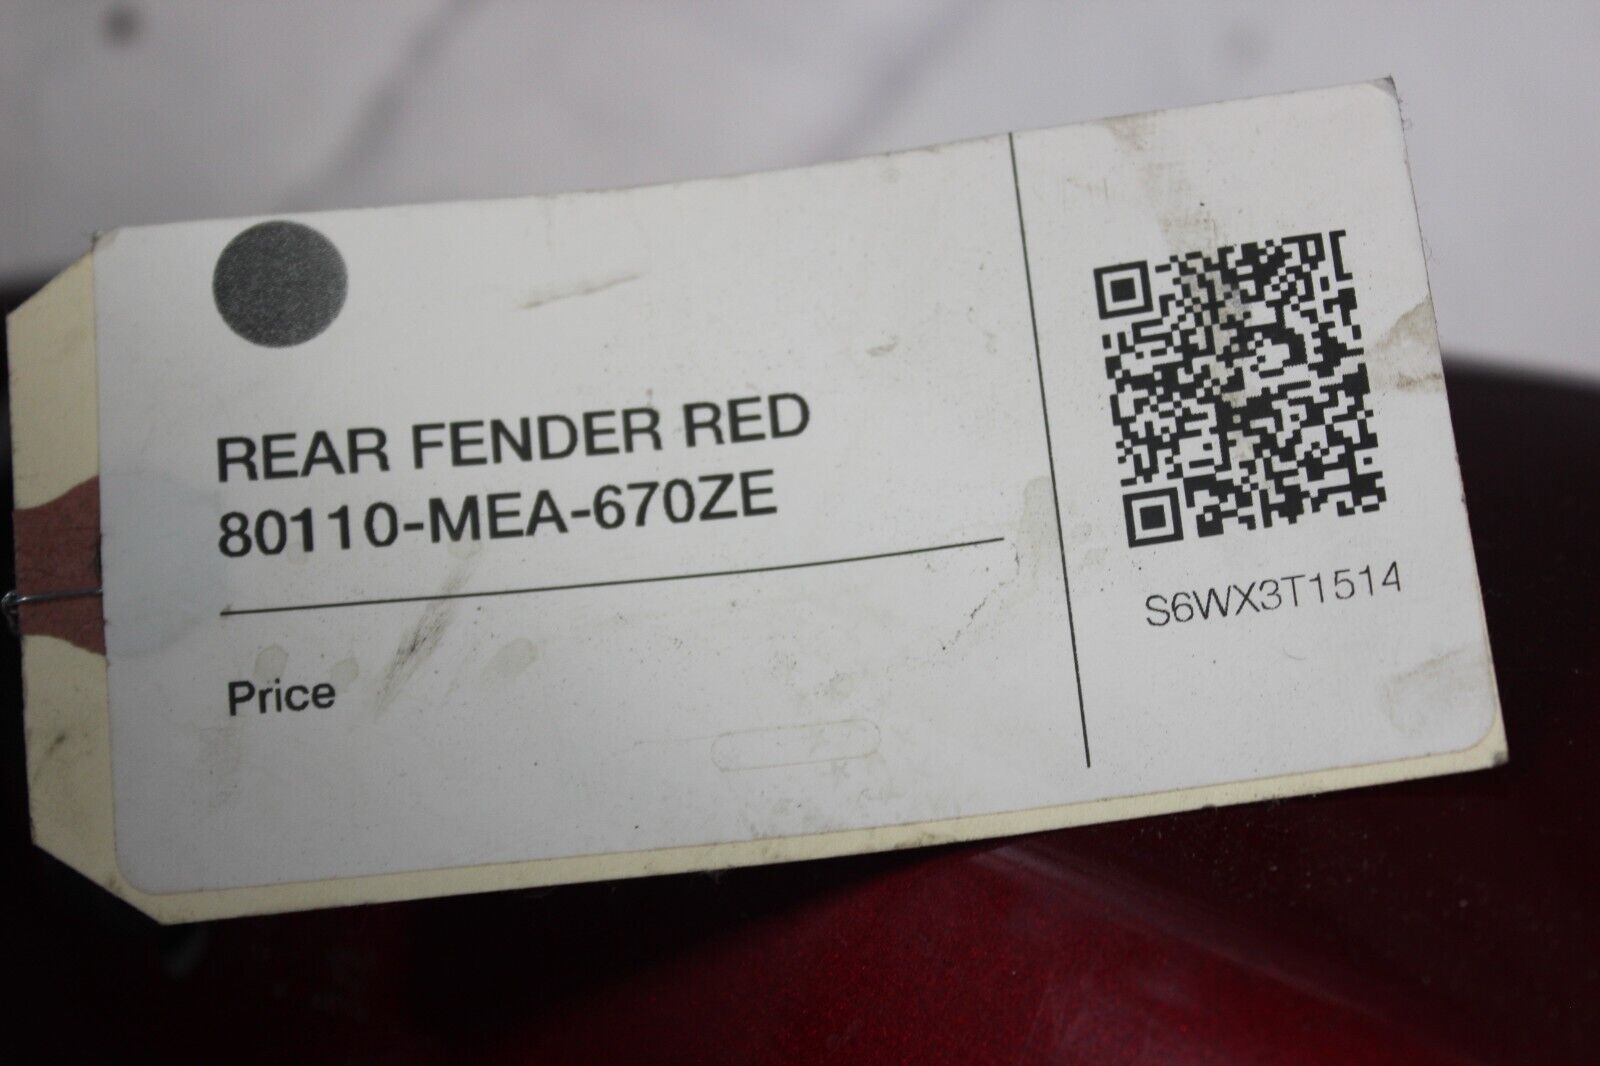 REAR FENDER RED
80110-MEA-670ZE
Price
S6WX3T1514